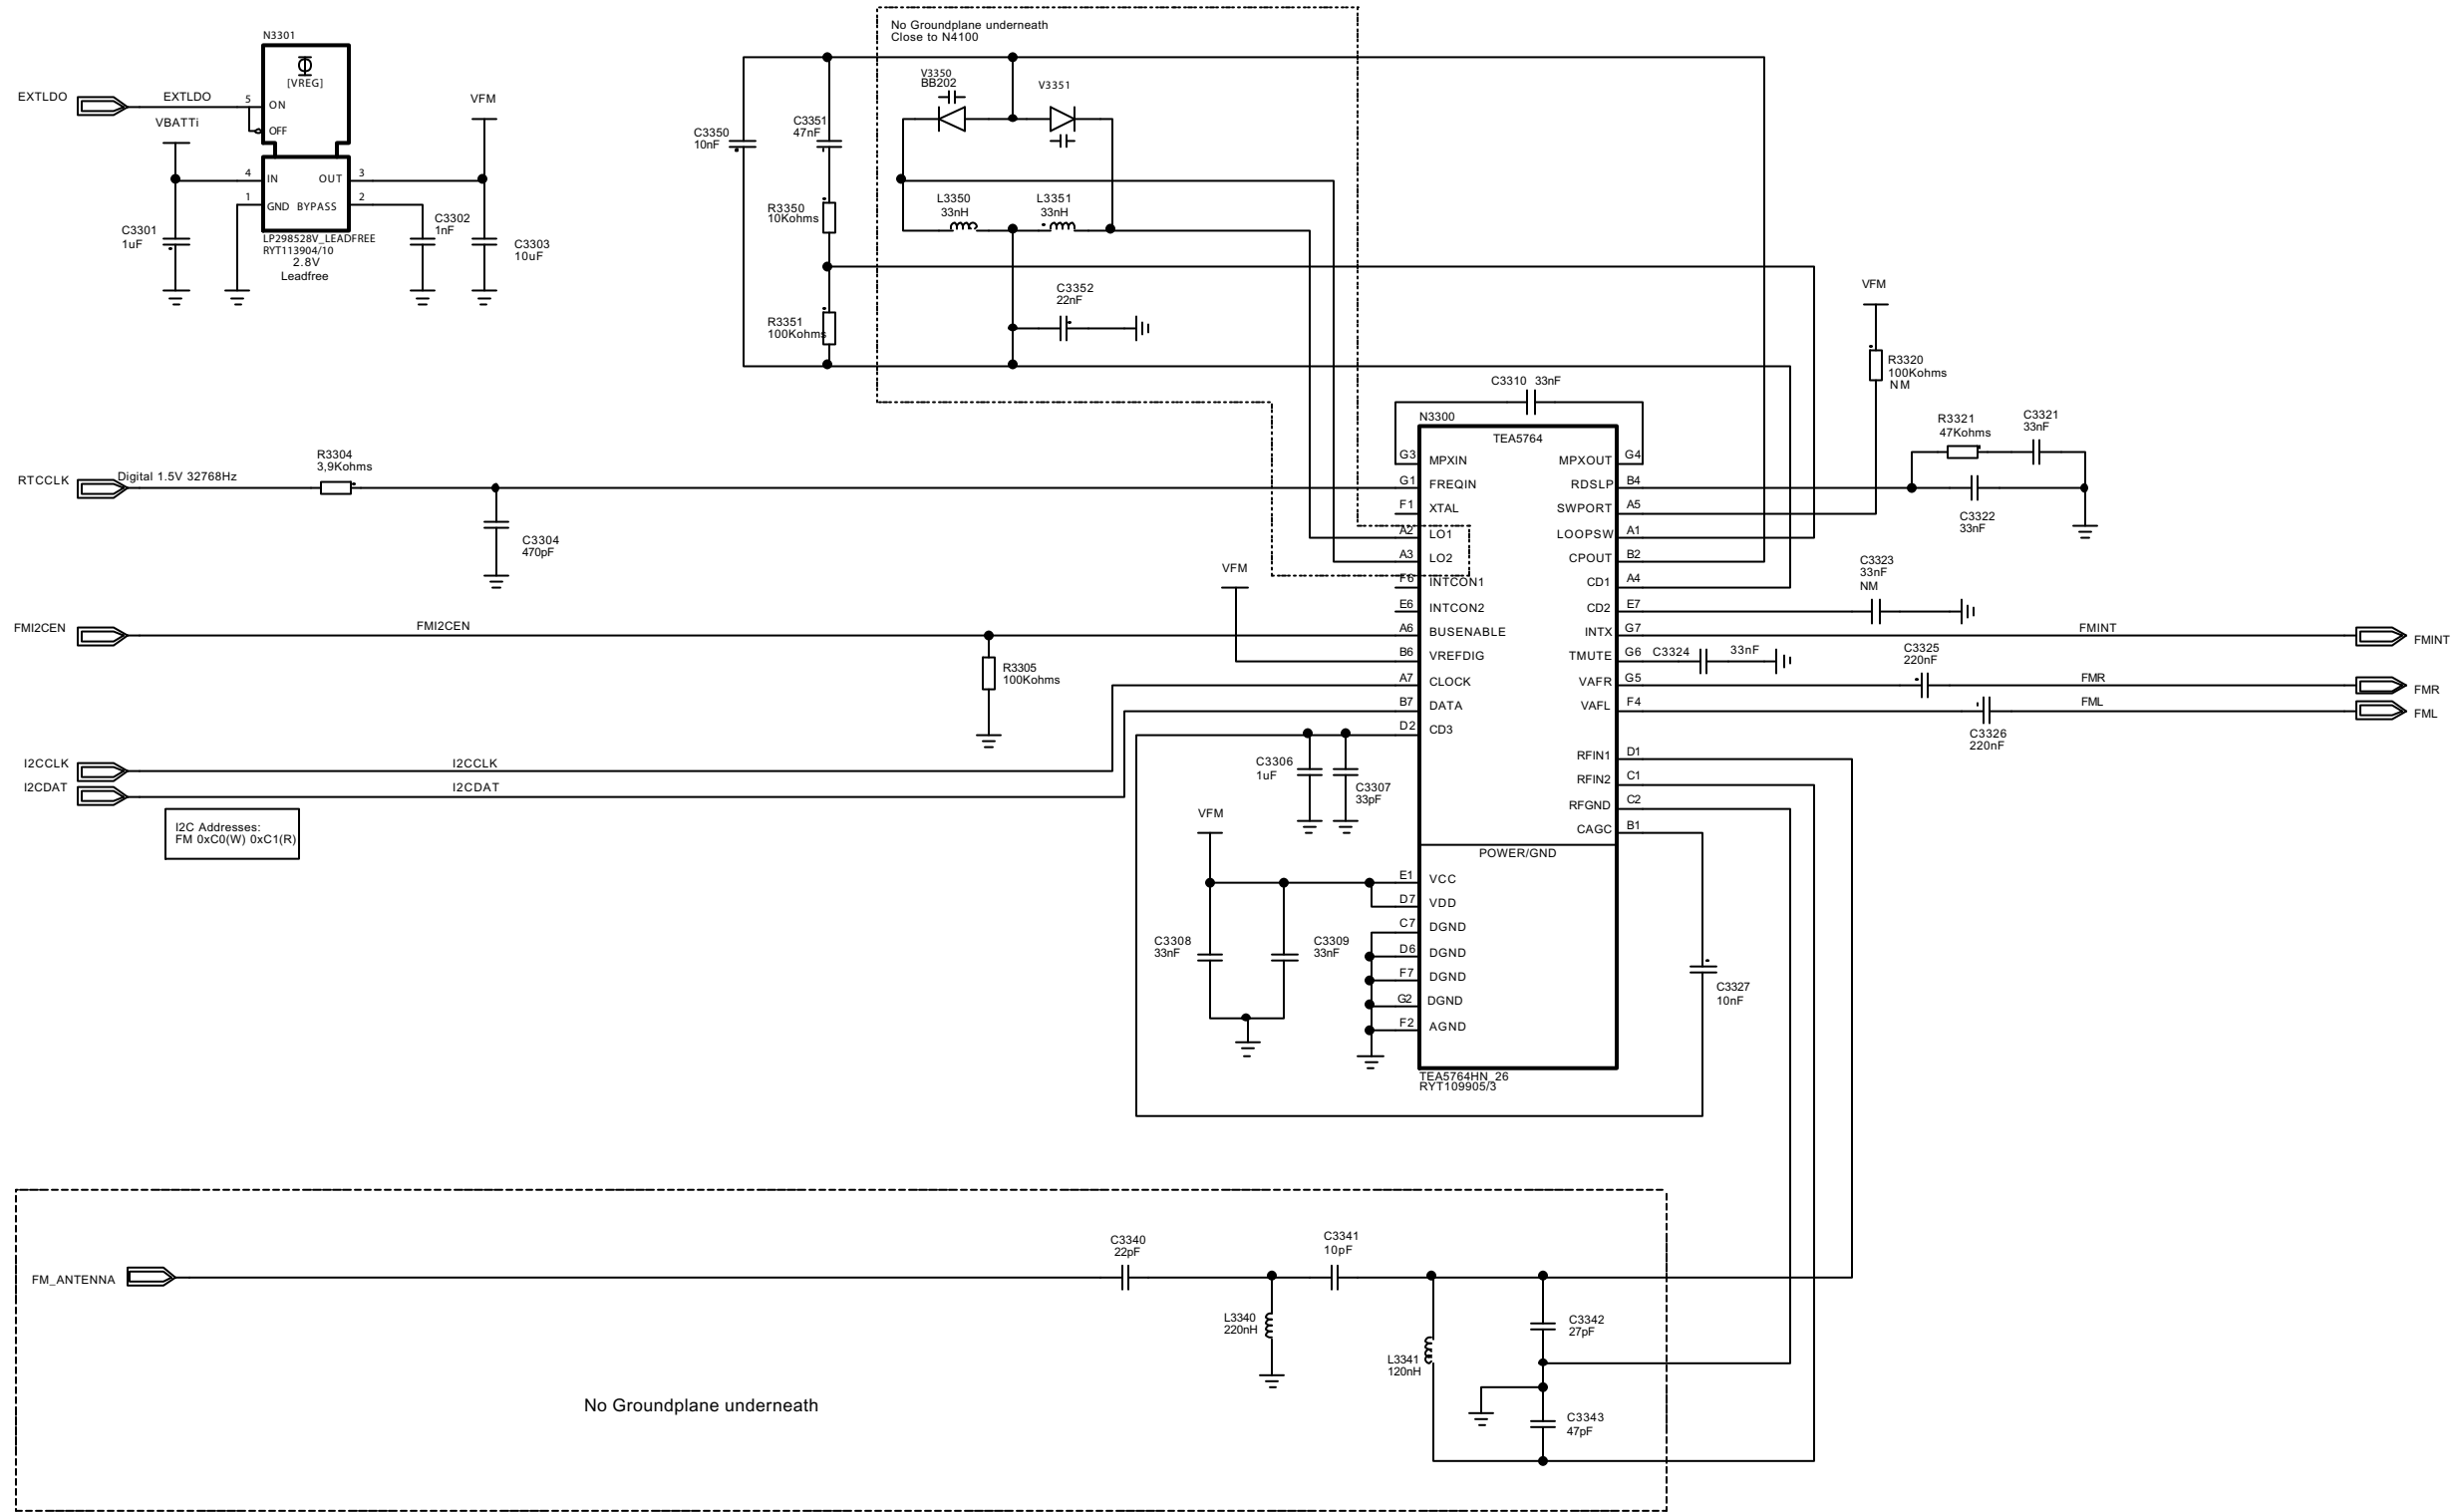 No Groundplane underneath
Close to N4100
N3301
[VREG]
EXTLDO
EXTLDO
5
ON
OFF
VBATTi
VFM
4
IN
OUT
3
1
GND
BYPASS
2
C3301
1uF
LP298528V_LEADFREE
RYT113904/10
2.8V
Leadfree
C3302
1nF
C3303
10uF
C3350
10nF
C3351
47nF
V3350
BB202
V3351
R3350
10Kohms
L3350
33nH
L3351
33nH
R3351
100Kohms
C3352
22nF
VFM
R3320
100Kohms
NM
C3310 33nF
N3300
TEA5764
R3321
47Kohms
C3321
33nF
C3322
33nF
RTCCLK
Digital 1.5V 32768Hz
R3304
3,9Kohms
C3304
470pF
G3 MPXIN
MPXOUT G4
G1 FREQIN
RDSLP B4
F1 XTAL
SWPORT A5
A2 LO1
LOOPSW A1
A3 LO2
CPOUT B2
F6 INTCON1
CD1 A4
E6 INTCON2
CD2 E7
A6 BUSENABLE
INTX G7
B6 VREFDIG
TMUTE G6
A7 CLOCK
VAFR G5
B7 DATA
VAFL F4
D2 CD3
RFIN1 D1
RFIN2 C1
RFGND C2
CAGC B1
POWER/GND
E1 VCC
D7 VDD
C7 DGND
D6 DGND
F7 DGND
G2 DGND
F2 AGND
TEA5764HN_26
RYT109905/3
VFM
C3323
33nF
NM
FMI2CEN
FMI2CEN
R3305
100Kohms
FMINT
FMINT
C3324
33nF
C3325
220nF
FMR
FMR
FML
FML
C3326
220nF
I2CCLK
I2CCLK
I2CDAT
I2CDAT
I2C Addresses:
FM 0xC0(W) 0xC1(R)
C3306
1uF
C3307
33pF
VFM
C3308
33nF
C3309
33nF
C3327
10nF
FM_ANTENNA
C3340
22pF
C3341
10pF
L3340
220nH
L3341
120nH
C3342
27pF
C3343
47pF
No Groundplane underneath